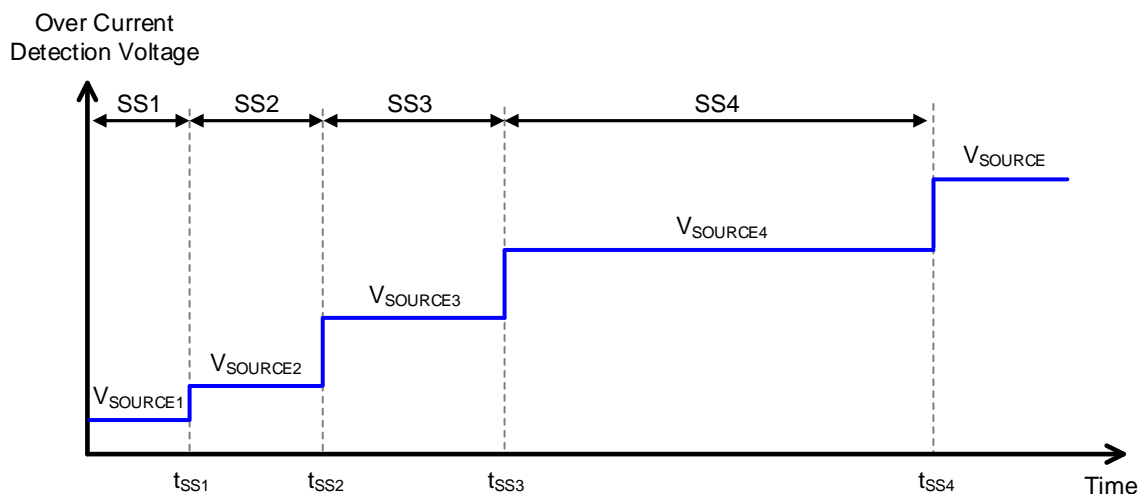 Over Current
Detection Voltage
SS1
SS2
SS3
SS4
VSOURCE
VSOURCE4
VSOURCE3
VSOURCE2
VSOURCE1
tSS1
tSS2
tSS3
tSS4
Time